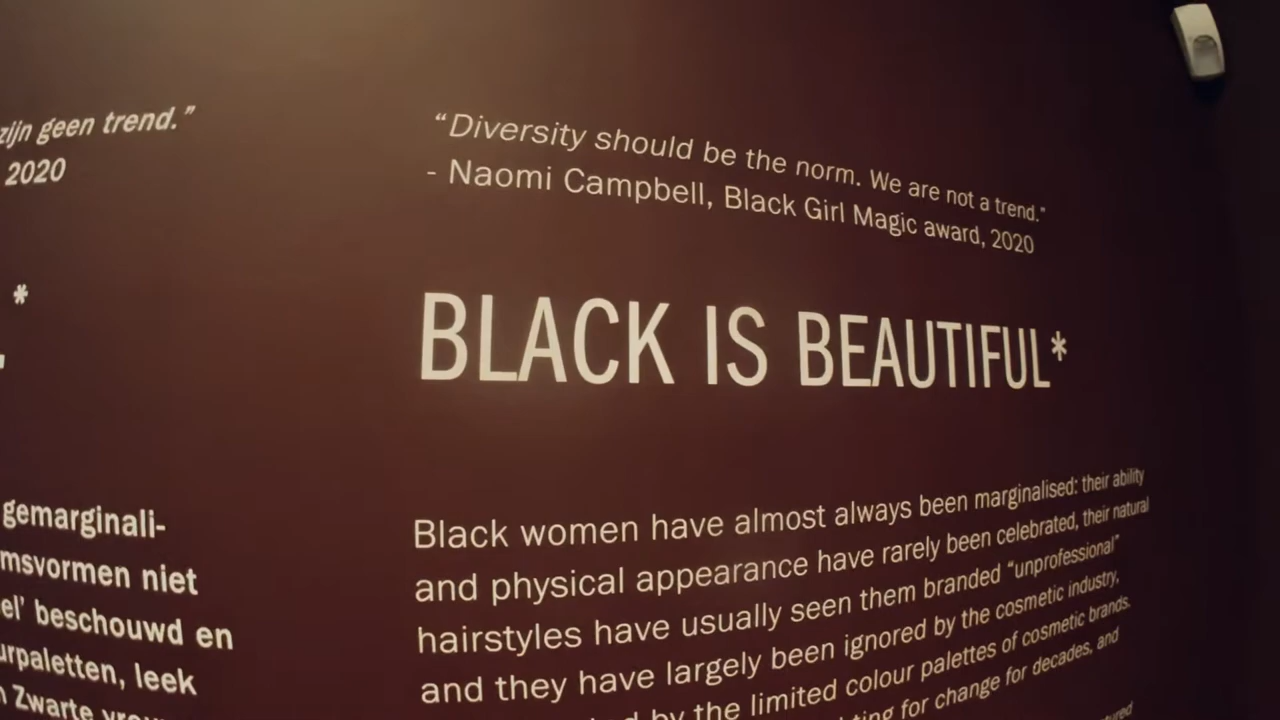 zijn geen trend.”
2020
*
gemarginali-
msvormen niet
el’ beschouwd en
urpaletten, leek
Zwarte
“Diversity should be the norm. We are not a trend.”
- Naomi Campbell, Black Girl Magic award, 2020
BLACK IS BEAUTIFUL*
Black women have almost always been marginalised: their ability
and physical appearance have rarely been celebrated, their natural
hairstyles have usually seen them branded “unprofessional”
and they have largely been ignored by the cosmetic industry,
by the limited colour palettes of cosmetic brands.
for change for decades, and